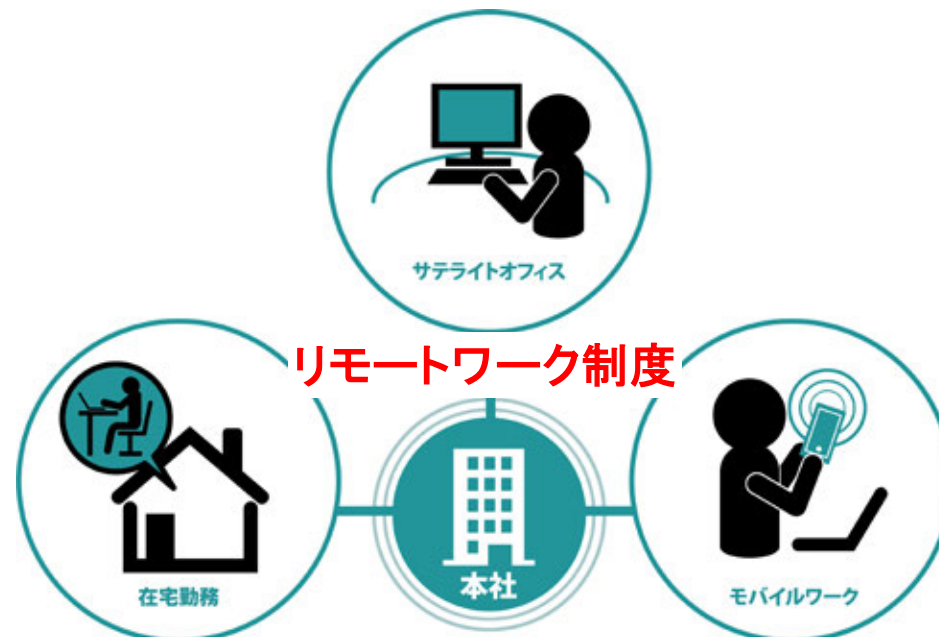 サテライトオフィス
リモートワーク制度
在宅勤務
本社
モバイルワーク